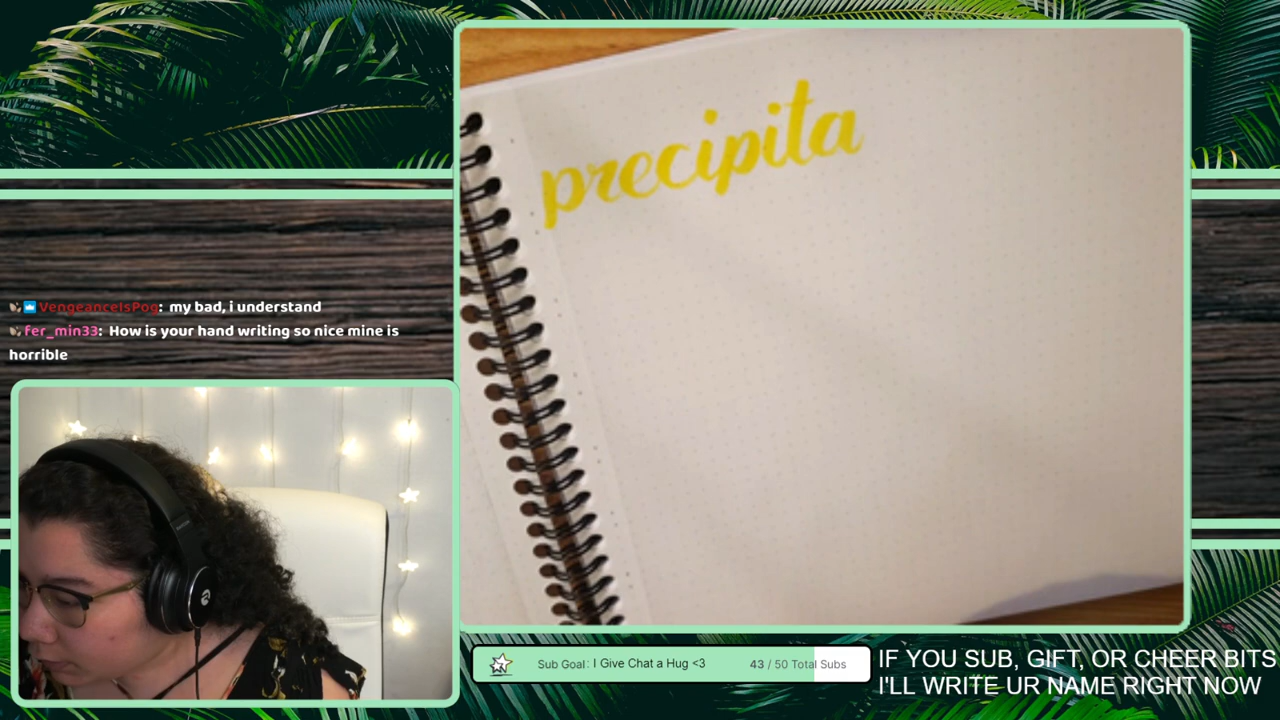 precipita
VengeanceIsPog: my bad, i understand
fer_min33: How is your hand writing so nice mine is
horrible
Sub Goal: I Give Chat a Hug <3 43 / 50 Total Subs
IF YOU SUB, GIFT, OR CHEER BITS
I'LL WRITE UR NAME RIGHT NOW